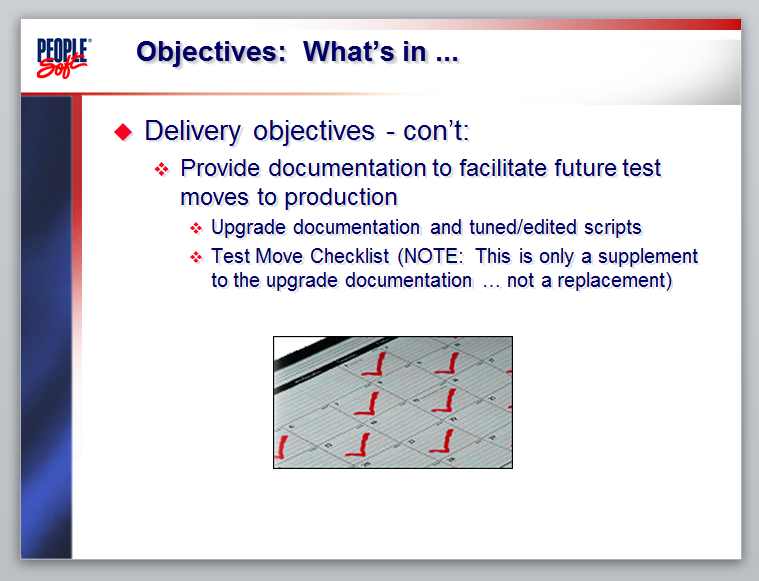 PEOPLE
Soft
®
Objectives:  What’s in ...
Delivery objectives - con’t:
Provide documentation to facilitate future test
moves to production
Upgrade documentation and tuned/edited scripts
Test Move Checklist (NOTE:  This is only a supplement
to the upgrade documentation … not a replacement)